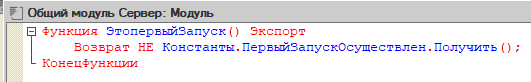 Общий модуль Сервер: Модуль
Функция ЭтопервыйЗапуск() Экспорт
Возврат НЕ Константы.ПервыйЗапускОсуществлен.Получить();
КонецФункции